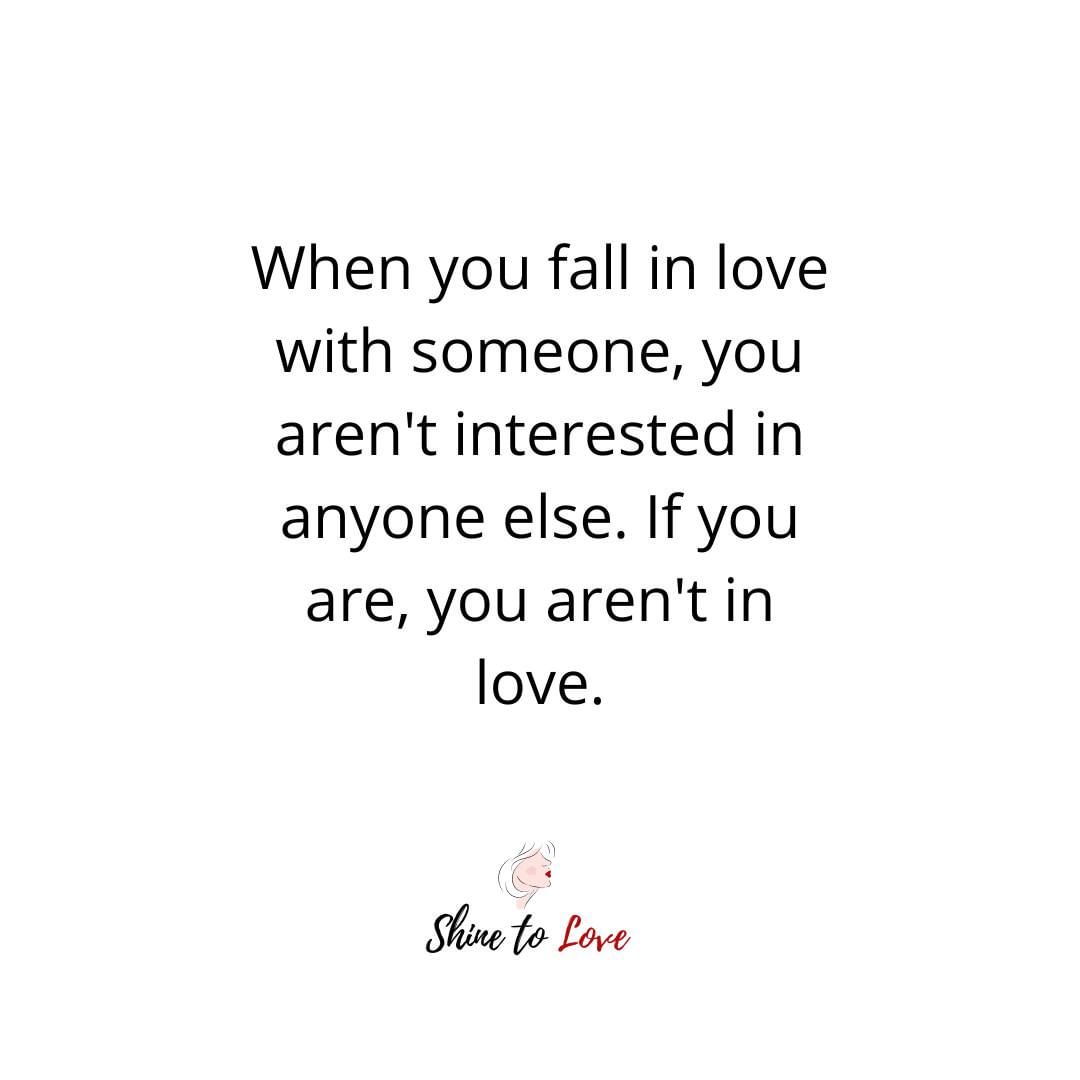 When you fall in love
with someone, you
aren't interested in
anyone else. If you
are, you aren't in
love.
Shine to Love